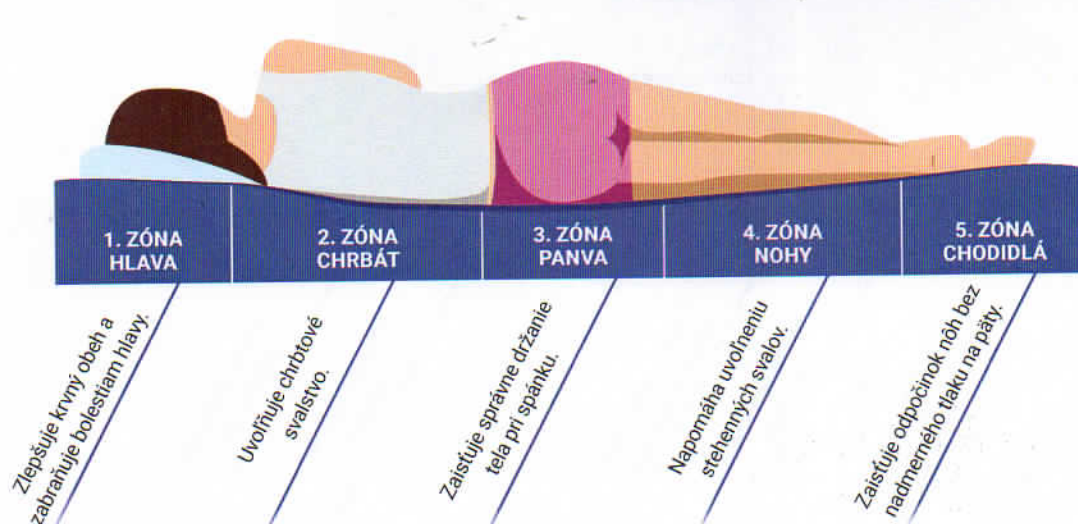 1. ZÓNA
HLAVA
2. ZÓNA
CHRBÁT
3. ZÓNA
PANVA
4. ZÓNA
NOHY
5. ZÓNA
CHODIDLÁ
Zlepšuje krvný obeh a
zabraňuje bolestiam hlavy.
Uvoľňuje chrbtové
svalstvo.
Zaisťuje správne držanie
tela pri spánku.
Napomáha uvoľneniu
stehenných svalov.
Zaisťuje odpočinok nôh bez
nadmerného tlaku na päty.